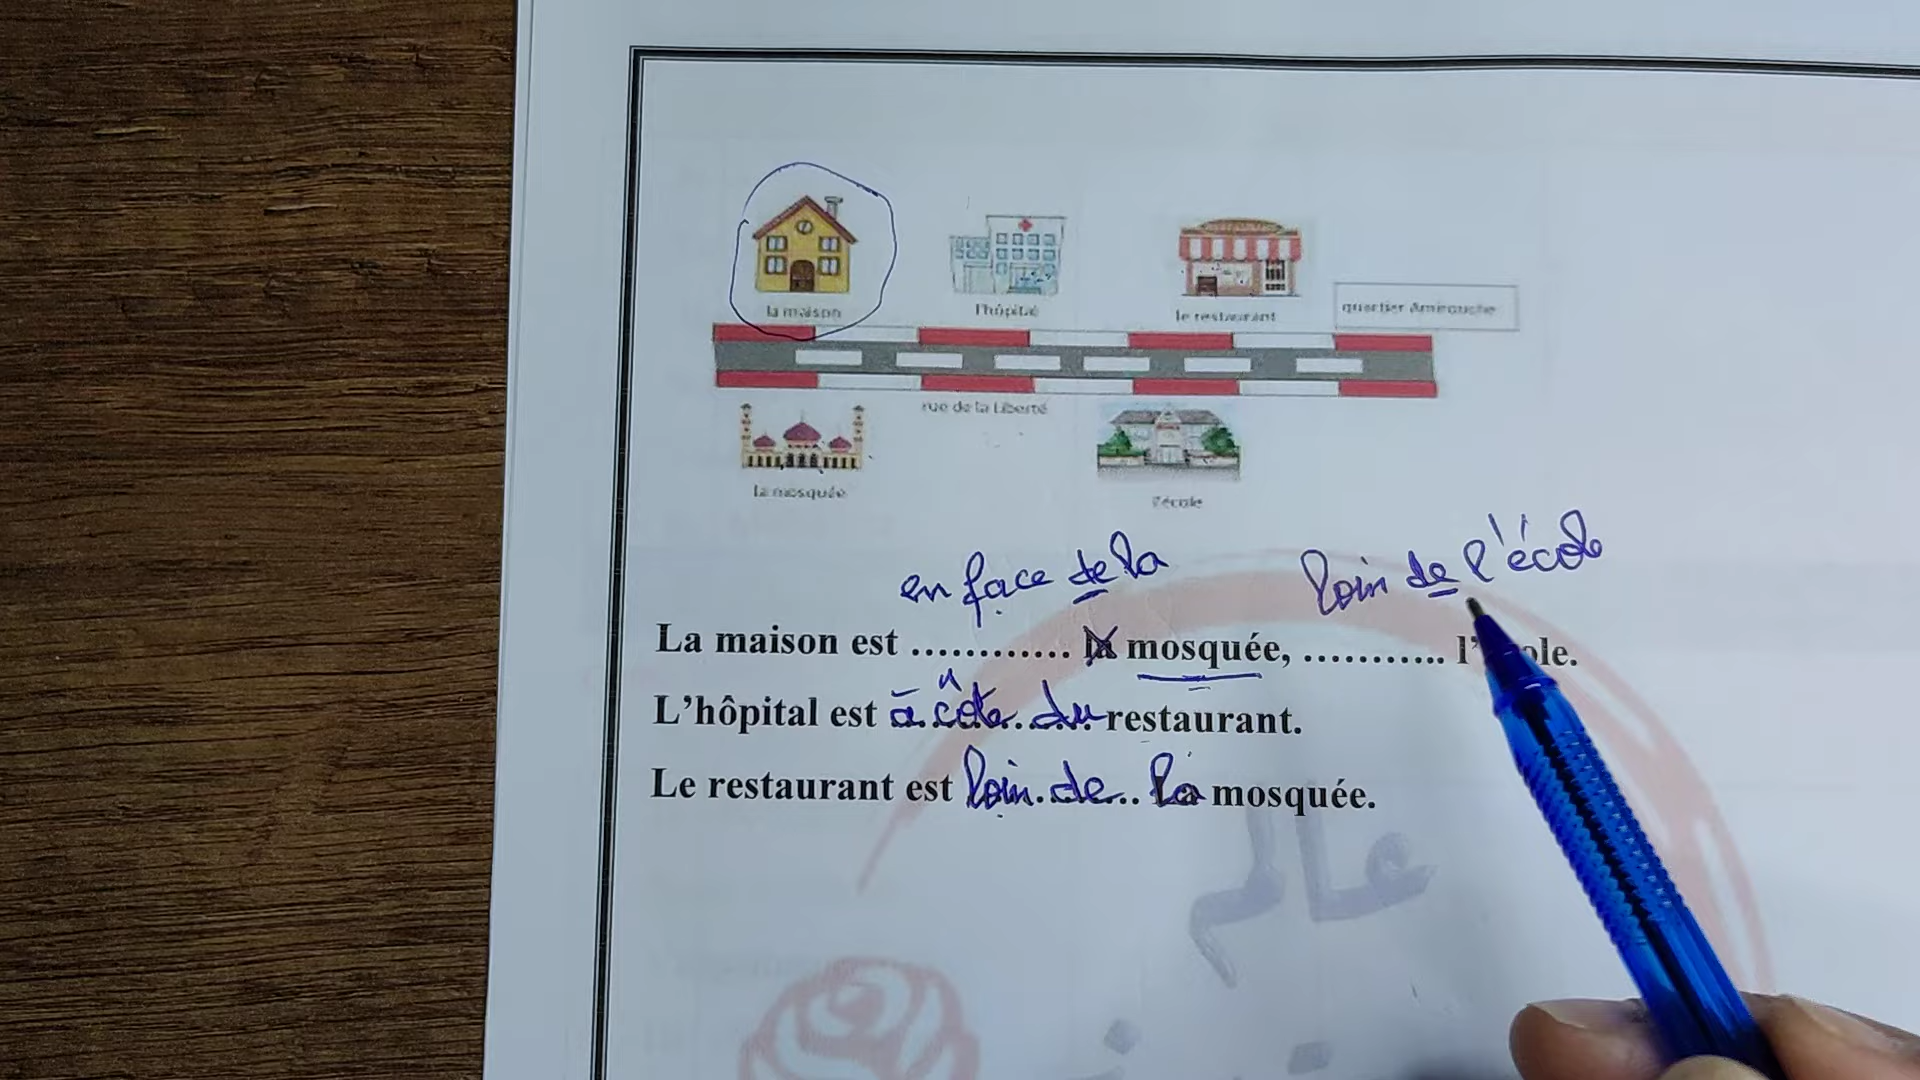 la maison
l'hôpital
le restaurant
quartier Amirouche
rue de la Liberté
la mosquée
l'école
en face de la
loin de l'école
La maison est ............ la mosquée, ........... l'école.
L'hôpital est à côté du restaurant.
Le restaurant est loin de la mosquée.
عالم